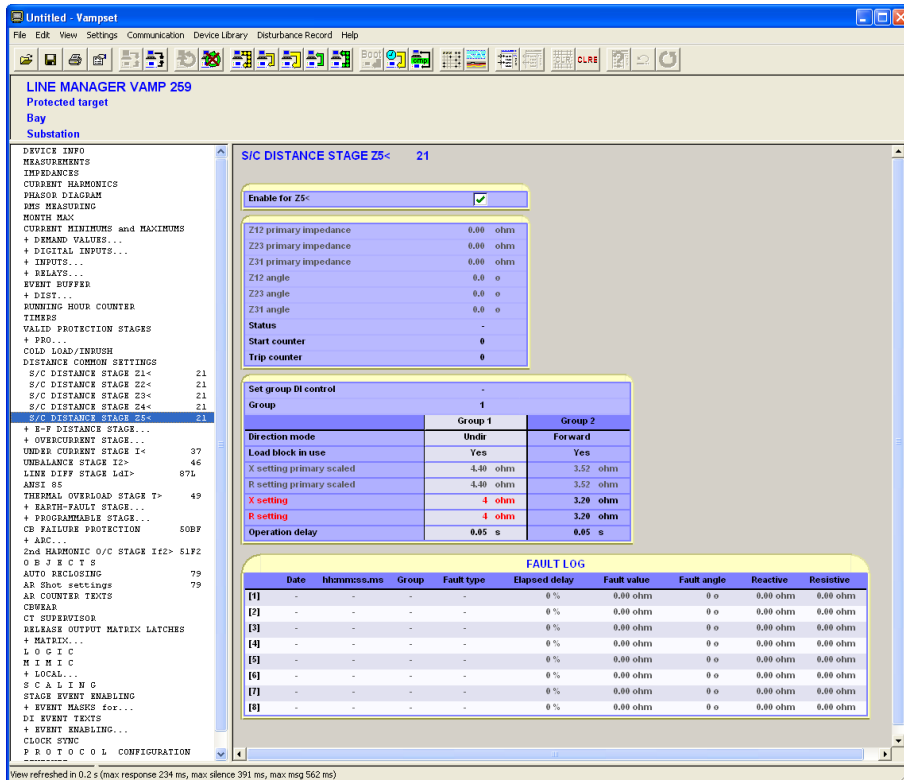 Untitled - Vampset
File Edit View Settings Communication Device Library Disturbance Record Help
Boot cmp CLRE
LINE MANAGER VAMP 259
Protected target
Bay
Substation
DEVICE INFO
MEASUREMENTS
IMPEDANCES
CURRENT HARMONICS
PHASOR DIAGRAM
RMS MEASURING
MONTH MAX
CURRENT MINIMUMS and MAXIMUMS
+ DEMAND VALUES...
+ DIGITAL INPUTS...
+ INPUTS...
+ RELAYS...
EVENT BUFFER
+ DIST...
RUNNING HOUR COUNTER
TIMERS
VALID PROTECTION STAGES
+ PRO...
COLD LOAD/INRUSH
DISTANCE COMMON SETTINGS
S/C DISTANCE STAGE Z1< 21
S/C DISTANCE STAGE Z2< 21
S/C DISTANCE STAGE Z3< 21
S/C DISTANCE STAGE Z4< 21
S/C DISTANCE STAGE Z5< 21
+ E-F DISTANCE STAGE...
+ OVERCURRENT STAGE...
UNDER CURRENT STAGE I< 37
UNBALANCE STAGE I2> 46
LINE DIFF STAGE LdI> 87L
ANSI 85
THERMAL OVERLOAD STAGE T> 49
+ EARTH-FAULT STAGE...
+ PROGRAMMABLE STAGE...
CB FAILURE PROTECTION 50BF
+ ARC...
2nd HARMONIC O/C STAGE If2> 51F2
O B J E C T S
AUTO RECLOSING 79
AR Shot settings 79
AR COUNTER TEXTS
CBWEAR
CT SUPERVISOR
RELEASE OUTPUT MATRIX LATCHES
+ MATRIX...
L O G I C
M I M I C
+ LOCAL...
S C A L I N G
STAGE EVENT ENABLING
+ EVENT MASKS for...
DI EVENT TEXTS
+ EVENT ENABLING...
CLOCK SYNC
P R O T O C O L CONFIGURATION
S/C DISTANCE STAGE Z5< 21
Enable for Z5<
Z12 primary impedance 0.00 ohm
Z23 primary impedance 0.00 ohm
Z31 primary impedance 0.00 ohm
Z12 angle 0.0 o
Z23 angle 0.0 o
Z31 angle 0.0 o
Status -
Start counter 0
Trip counter 0
Set group DI control -
Group 1
Group 1 Group 2
Direction mode Undir Forward
Load block in use Yes Yes
X setting primary scaled 4.40 ohm 3.52 ohm
R setting primary scaled 4.40 ohm 3.52 ohm
X setting 4 ohm 3.20 ohm
R setting 4 ohm 3.20 ohm
Operation delay 0.05 s 0.05 s
FAULT LOG
Date hh:mm:ss.ms Group Fault type Elapsed delay Fault value Fault angle Reactive Resistive
[1] - - - - 0 % 0.00 ohm 0 o 0.00 ohm 0.00 ohm
[2] - - - - 0 % 0.00 ohm 0 o 0.00 ohm 0.00 ohm
[3] - - - - 0 % 0.00 ohm 0 o 0.00 ohm 0.00 ohm
[4] - - - - 0 % 0.00 ohm 0 o 0.00 ohm 0.00 ohm
[5] - - - - 0 % 0.00 ohm 0 o 0.00 ohm 0.00 ohm
[6] - - - - 0 % 0.00 ohm 0 o 0.00 ohm 0.00 ohm
[7] - - - - 0 % 0.00 ohm 0 o 0.00 ohm 0.00 ohm
[8] - - - - 0 % 0.00 ohm 0 o 0.00 ohm 0.00 ohm
View refreshed in 0.2 s (max response 234 ms, max silence 391 ms, max msg 562 ms)